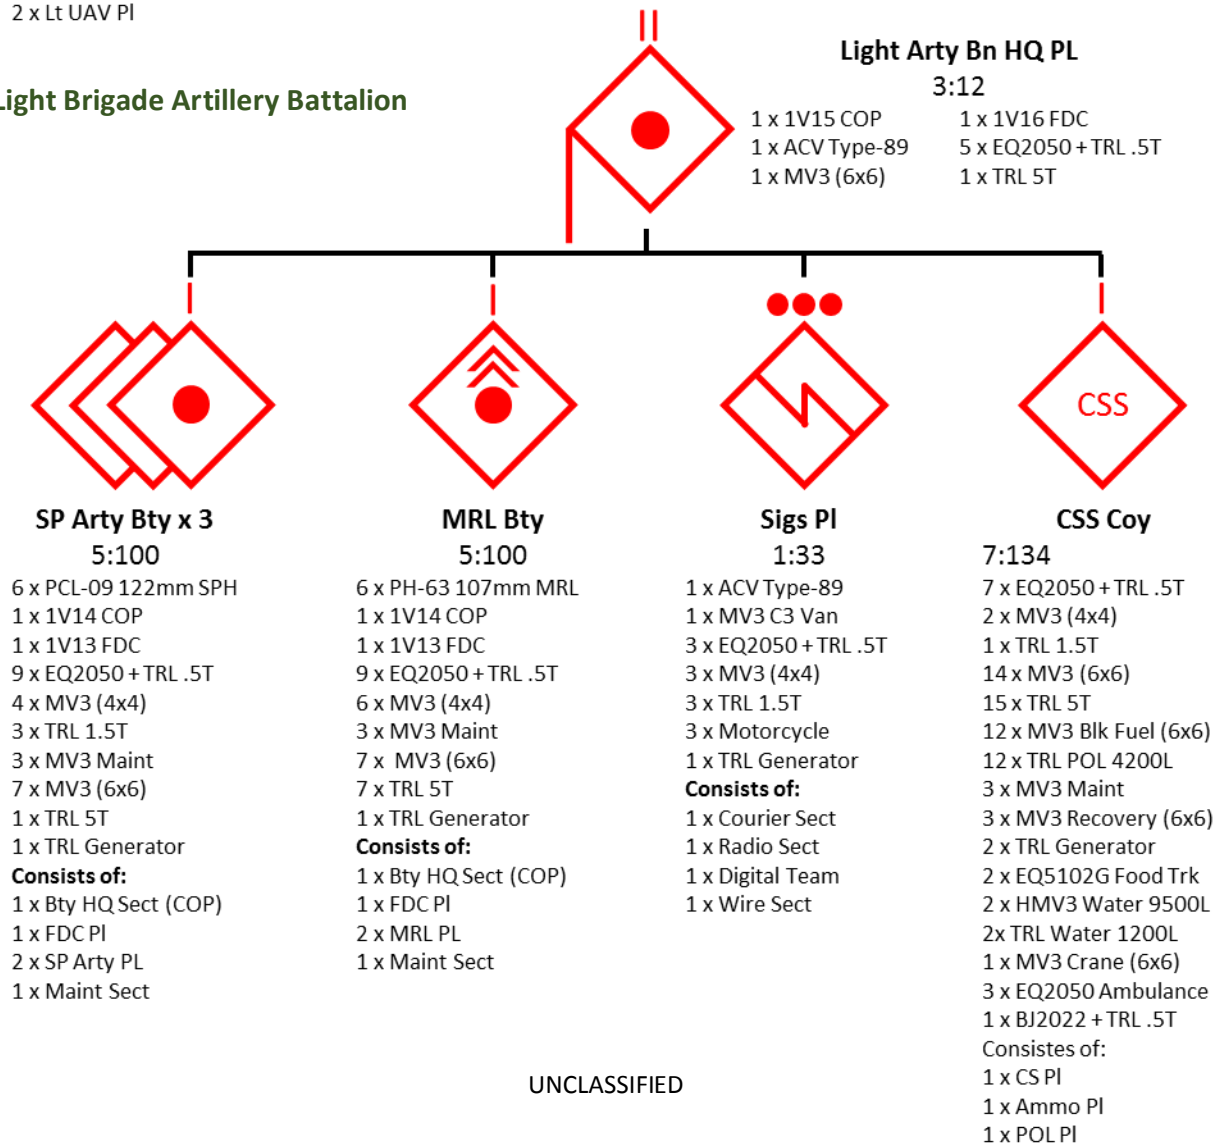 2 x Lt UAV Pl
Light Brigade Artillery Battalion
Light Arty Bn HQ PL
3:12
1 x 1V15 COP
1 x ACV Type-89
1 x MV3 (6x6)
1 x 1V16 FDC
5 x EQ2050 + TRL .5T
1 x TRL 5T
SP Arty Bty x 3
5:100
6 x PCL-09 122mm SPH
1 x 1V14 COP
1 x 1V13 FDC
9 x EQ2050 + TRL .5T
4 x MV3 (4x4)
3 x TRL 1.5T
3 x MV3 Maint
7 x MV3 (6x6)
1 x TRL 5T
1 x TRL Generator
Consists of:
1 x Bty HQ Sect (COP)
1 x FDC Pl
2 x SP Arty PL
1 x Maint Sect
MRL Bty
5:100
6 x PH-63 107mm MRL
1 x 1V14 COP
1 x 1V13 FDC
9 x EQ2050 + TRL .5T
6 x MV3 (4x4)
3 x MV3 Maint
7 x MV3 (6x6)
7 x TRL 5T
1 x TRL Generator
Consists of:
1 x Bty HQ Sect (COP)
1 x FDC Pl
2 x MRL PL
1 x Maint Sect
Sigs Pl
1:33
1 x ACV Type-89
1 x MV3 C3 Van
3 x EQ2050 + TRL .5T
3 x MV3 (4x4)
3 x TRL 1.5T
3 x Motorcycle
1 x TRL Generator
Consists of:
1 x Courier Sect
1 x Radio Sect
1 x Digital Team
1 x Wire Sect
CSS
CSS Coy
7:134
7 x EQ2050 + TRL .5T
2 x MV3 (4x4)
1 x TRL 1.5T
14 x MV3 (6x6)
15 x TRL 5T
12 x MV3 Blk Fuel (6x6)
12 x TRL POL 4200L
3 x MV3 Maint
3 x MV3 Recovery (6x6)
2 x TRL Generator
2 x EQ5102G Food Trk
2 x HMV3 Water 9500L
2x TRL Water 1200L
1 x MV3 Crane (6x6)
3 x EQ2050 Ambulance
1 x BJ2022 + TRL .5T
Consistes of:
1 x CS Pl
1 x Ammo Pl
1 x POL Pl
UNCLASSIFIED